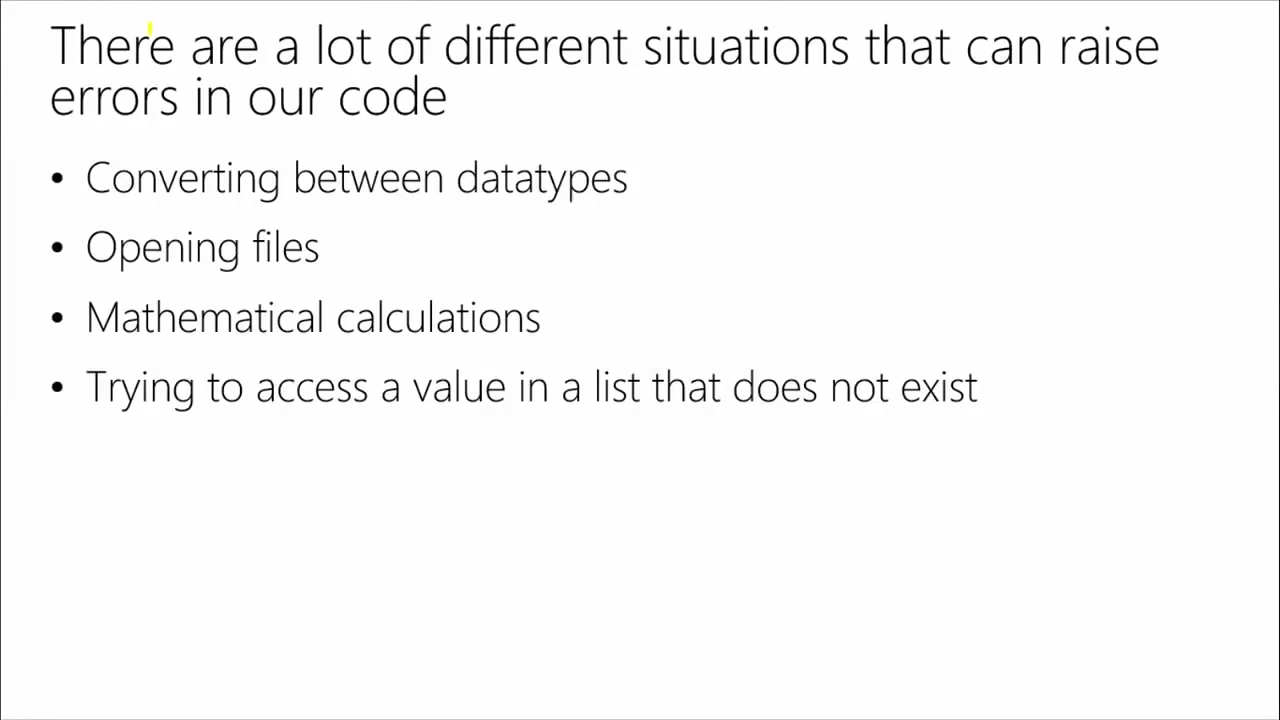 There are a lot of different situations that can raise
errors in our code
• Converting between datatypes
• Opening files
• Mathematical calculations
• Trying to access a value in a list that does not exist